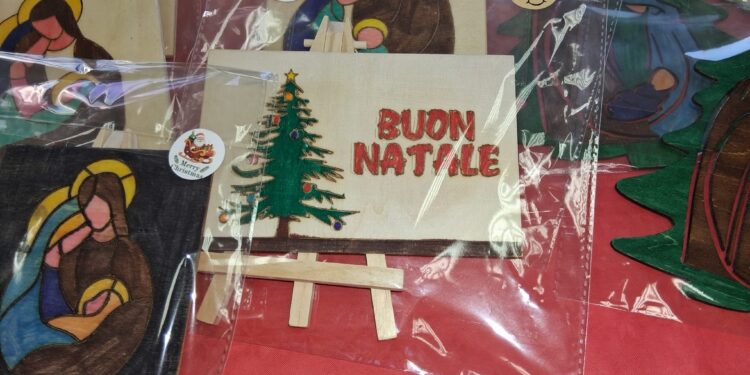 BUON
NATALE
Merry
Christmas